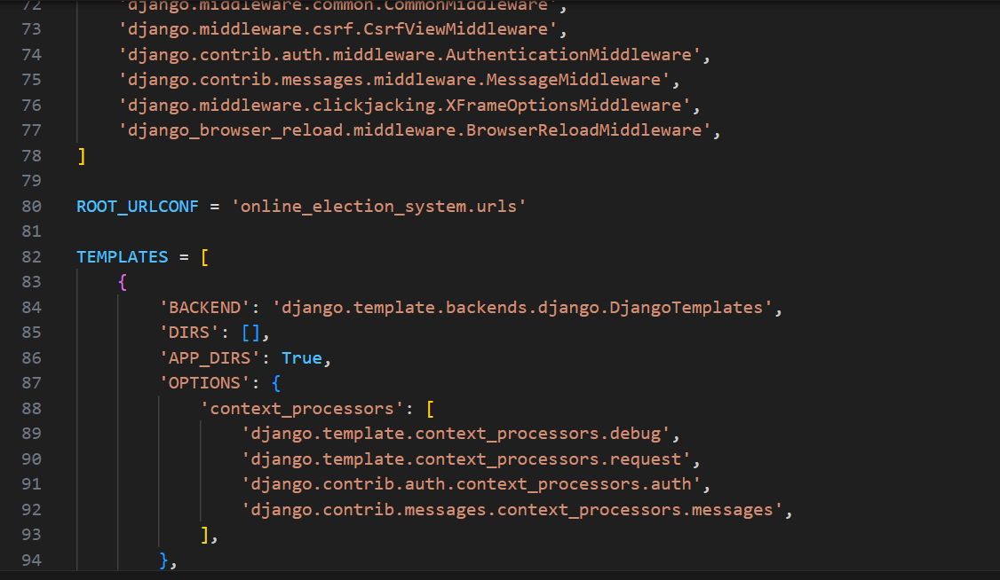 72 'django.middleware.common.CommonMiddleware',
73 'django.middleware.csrf.CsrfViewMiddleware',
74 'django.contrib.auth.middleware.AuthenticationMiddleware',
75 'django.contrib.messages.middleware.MessageMiddleware',
76 'django.middleware.clickjacking.XFrameOptionsMiddleware',
77 'django_browser_reload.middleware.BrowserReloadMiddleware',
78 ]
79
80 ROOT_URLCONF = 'online_election_system.urls'
81
82 TEMPLATES = [
83 {
84 'BACKEND': 'django.template.backends.django.DjangoTemplates',
85 'DIRS': [],
86 'APP_DIRS': True,
87 'OPTIONS': {
88 'context_processors': [
89 'django.template.context_processors.debug',
90 'django.template.context_processors.request',
91 'django.contrib.auth.context_processors.auth',
92 'django.contrib.messages.context_processors.messages',
93 ],
94 },